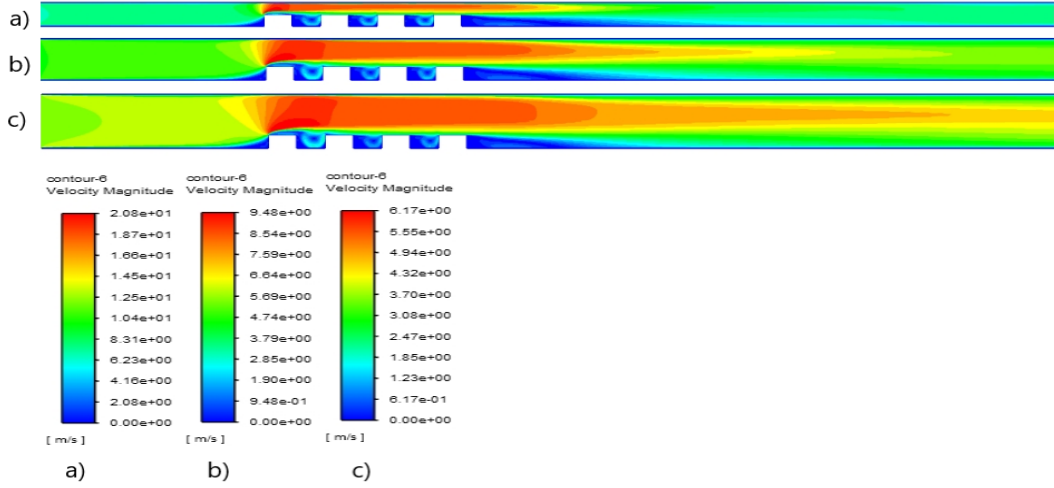 a)
b)
c)
contour-6
Velocity Magnitude
2.08e+01
1.87e+01
1.66e+01
1.45e+01
1.25e+01
1.04e+01
8.31e+00
6.23e+00
4.16e+00
2.08e+00
0.00e+00
[ m/s ]
a)
contour-6
Velocity Magnitude
9.48e+00
8.54e+00
7.59e+00
6.64e+00
5.69e+00
4.74e+00
3.79e+00
2.85e+00
1.90e+00
9.48e-01
0.00e+00
[ m/s ]
b)
contour-6
Velocity Magnitude
6.17e+00
5.55e+00
4.94e+00
4.32e+00
3.70e+00
3.08e+00
2.47e+00
1.85e+00
1.23e+00
6.17e-01
0.00e+00
[ m/s ]
c)